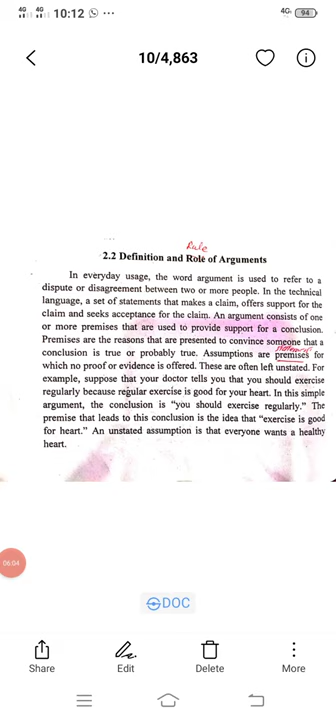 4G 4G 10:12 ... 4G 94
10/4,863
Rule
2.2 Definition and Role of Arguments
In everyday usage, the word argument is used to refer to a
dispute or disagreement between two or more people. In the technical
language, a set of statements that makes a claim, offers support for the
claim and seeks acceptance for the claim. An argument consists of one
or more premises that are used to provide support for a conclusion.
Premises are the reasons that are presented to convince someone that a
conclusion is true or probably true. Assumptions are premises for
which no proof or evidence is offered. These are often left unstated. For
example, suppose that your doctor tells you that you should exercise
regularly because regular exercise is good for your heart. In this simple
argument, the conclusion is “you should exercise regularly.” The
premise that leads to this conclusion is the idea that “exercise is good
for heart.” An unstated assumption is that everyone wants a healthy
heart.
06:04
DOC
Share Edit Delete More